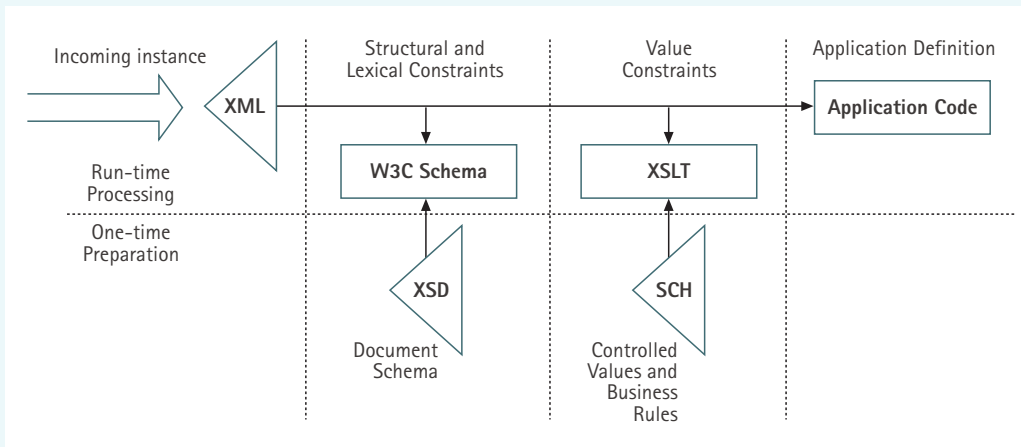 Incoming instance
Structural and
Lexical Constraints
Value
Constraints
Application Definition
XML
Application Code
W3C Schema
XSLT
Run-time
Processing
One-time
Preparation
XSD
SCH
Document
Schema
Controlled
Values and
Business
Rules